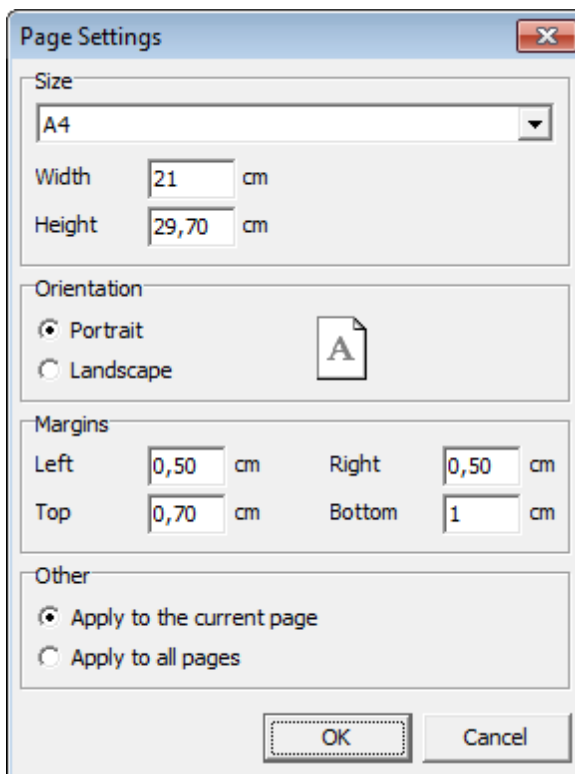 Page Settings
Size
A4
Width 21 cm
Height 29,70 cm
Orientation
Portrait
A
Landscape
Margins
Left 0,50 cm Right 0,50 cm
Top 0,70 cm Bottom 1 cm
Other
Apply to the current page
Apply to all pages
OK Cancel